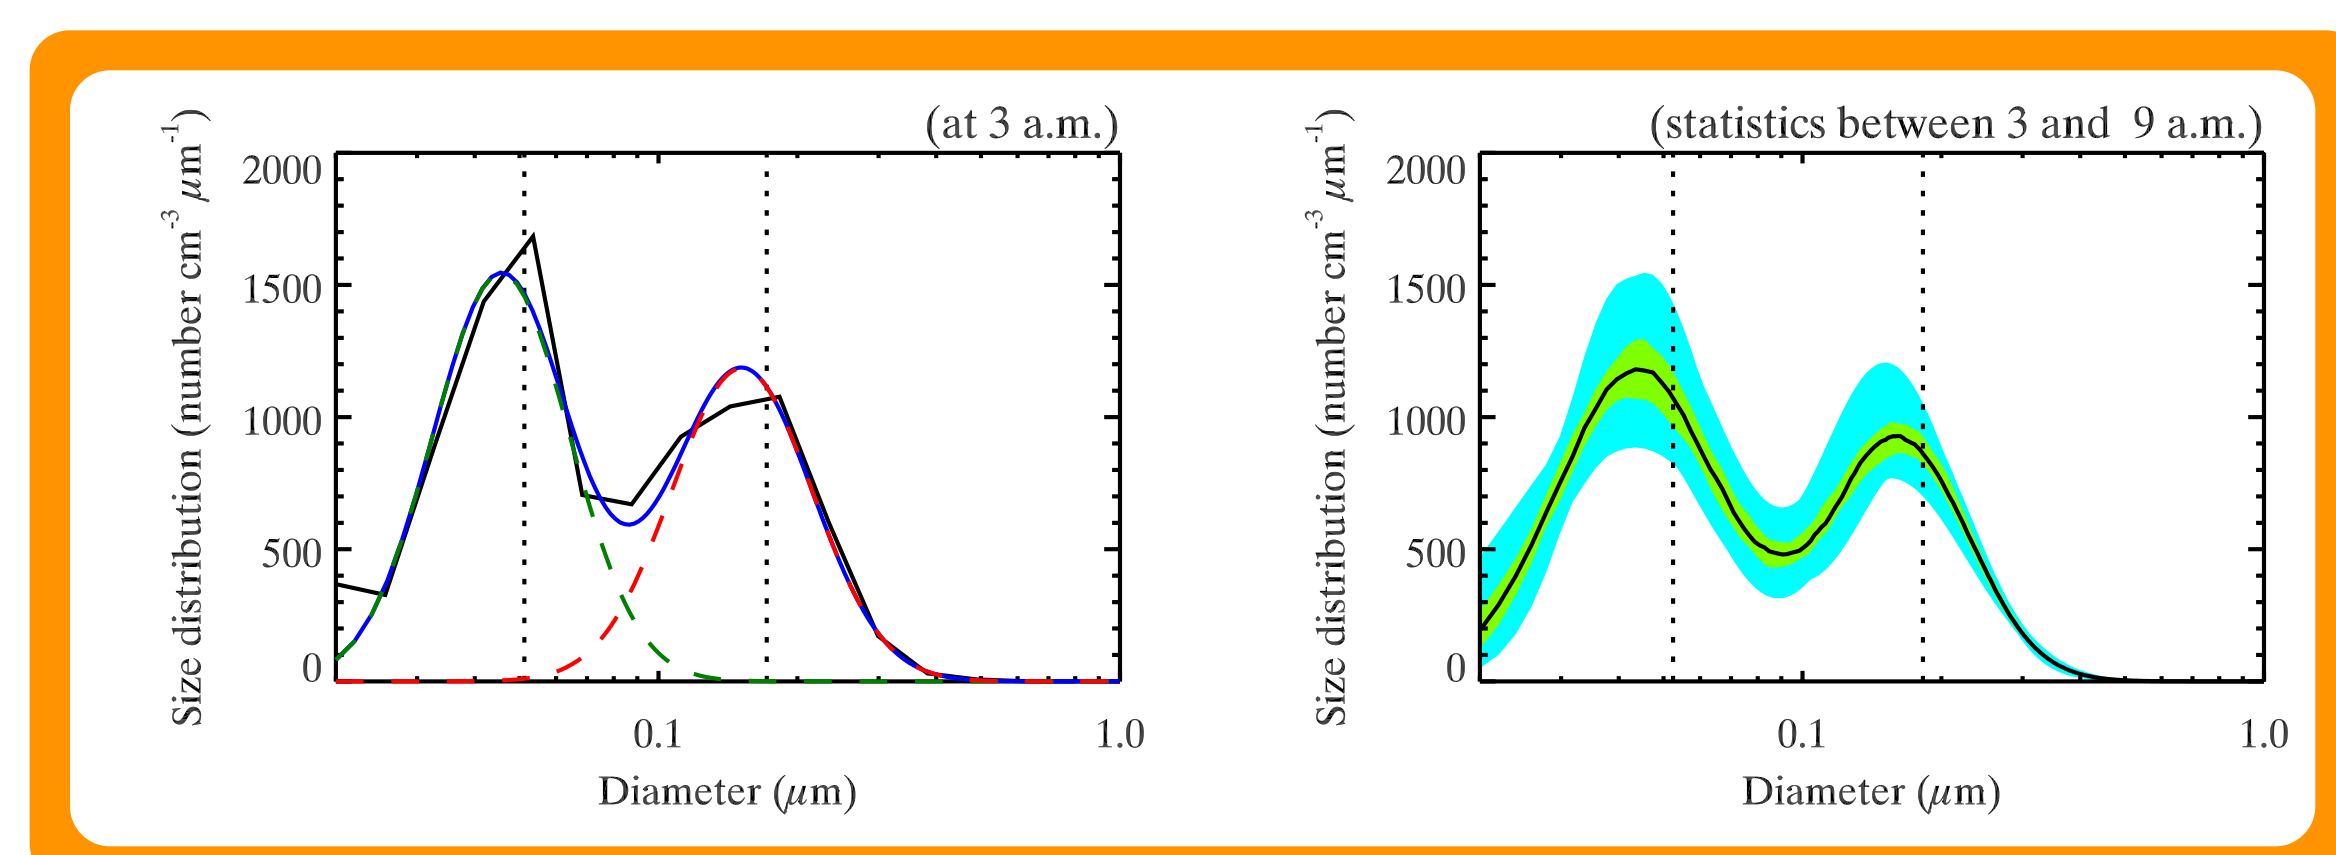 (at 3 a.m.)
Size distribution (number cm-3 μm-1)
2000
1500
1000
500
0
0.1 1.0
Diameter (μm)
(statistics between 3 and  9 a.m.)
Size distribution (number cm-3 μm-1)
2000
1500
1000
500
0
0.1 1.0
Diameter (μm)